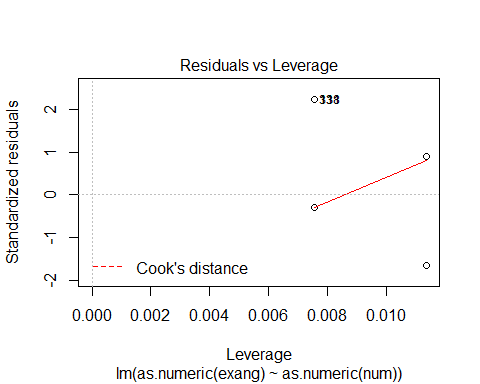 Residuals vs Leverage
Standardized residuals
2
1
0
-1
-2
Cook's distance
0.000 0.002 0.004 0.006 0.008 0.010
Leverage
lm(as.numeric(exang) ~ as.numeric(num))